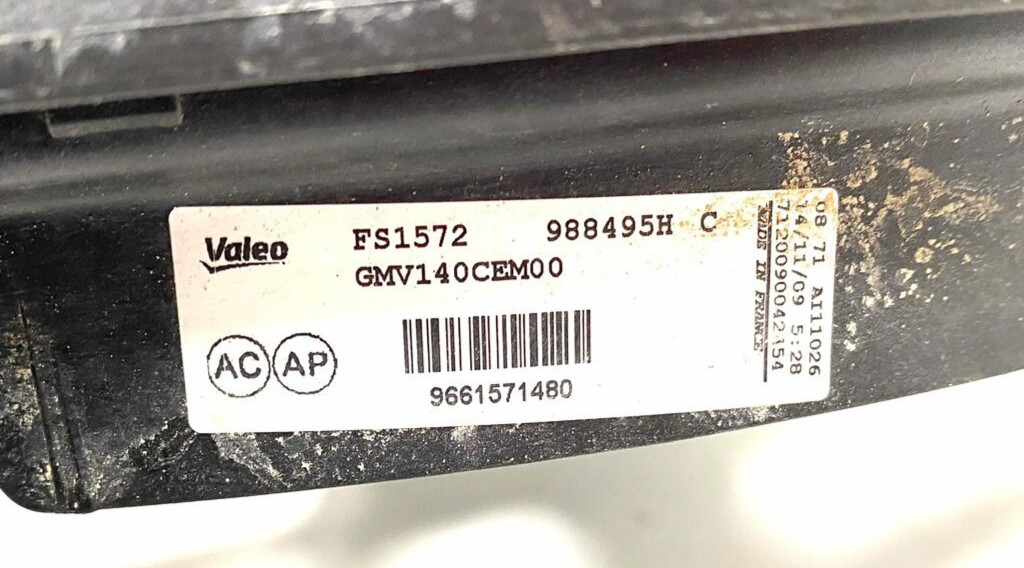 Valeo
FS1572 988495H C
GMV140CEM00
AC AP
9661571480
MADE IN FRANCE
08 71 AI11026
14/11/09 5:28
7120090042154